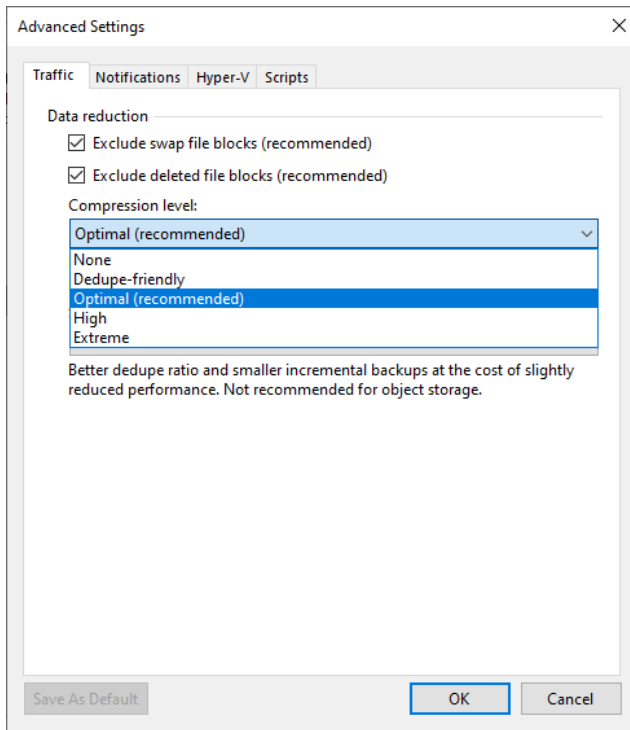 Advanced Settings
Traffic Notifications Hyper-V Scripts
Data reduction
Exclude swap file blocks (recommended)
Exclude deleted file blocks (recommended)
Compression level:
Optimal (recommended)
None
Dedupe-friendly
Optimal (recommended)
High
Extreme
Better dedupe ratio and smaller incremental backups at the cost of slightly
reduced performance. Not recommended for object storage.
Save As Default OK Cancel